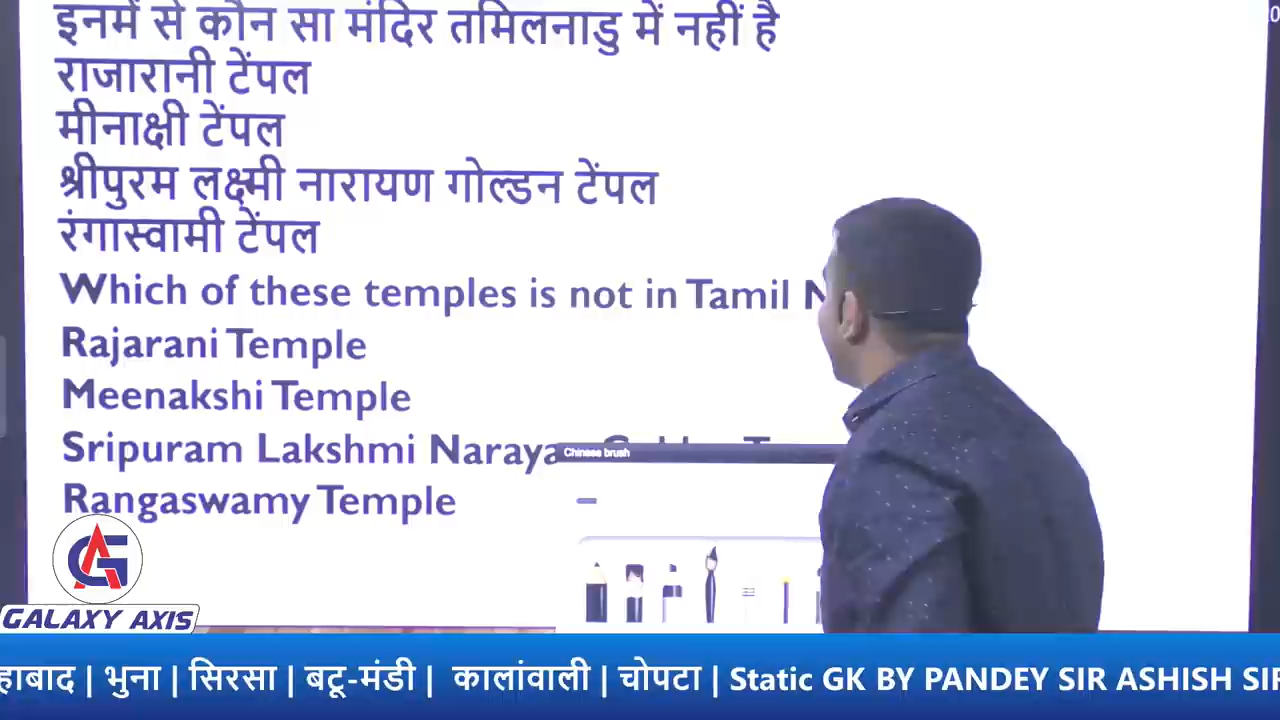 इनमें से कौन सा मंदिर तमिलनाडु में नहीं है
राजारानी टेंपल
मीनाक्षी टेंपल
श्रीपुरम लक्ष्मी नारायण गोल्डन टेंपल
रंगास्वामी टेंपल
Which of these temples is not in Tamil
Rajarani Temple
Meenakshi Temple
Sripuram Lakshmi
Rangaswamy Temple
Chinese brush
AG
GALAXY AXIS
| भुना | सिरसा | बटू-मंडी | कालांवाली | चोपटा | Static GK BY PANDEY SIR ASHISH